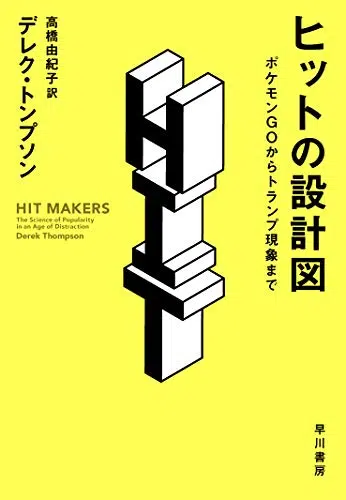 ヒットの設計図
ポケモンGOからトランプ現象まで
HIT
高橋由紀子 訳
デレク・トンプソン
HIT MAKERS
The Science of Popularity
in an Age of Distraction
Derek Thompson
早川書房